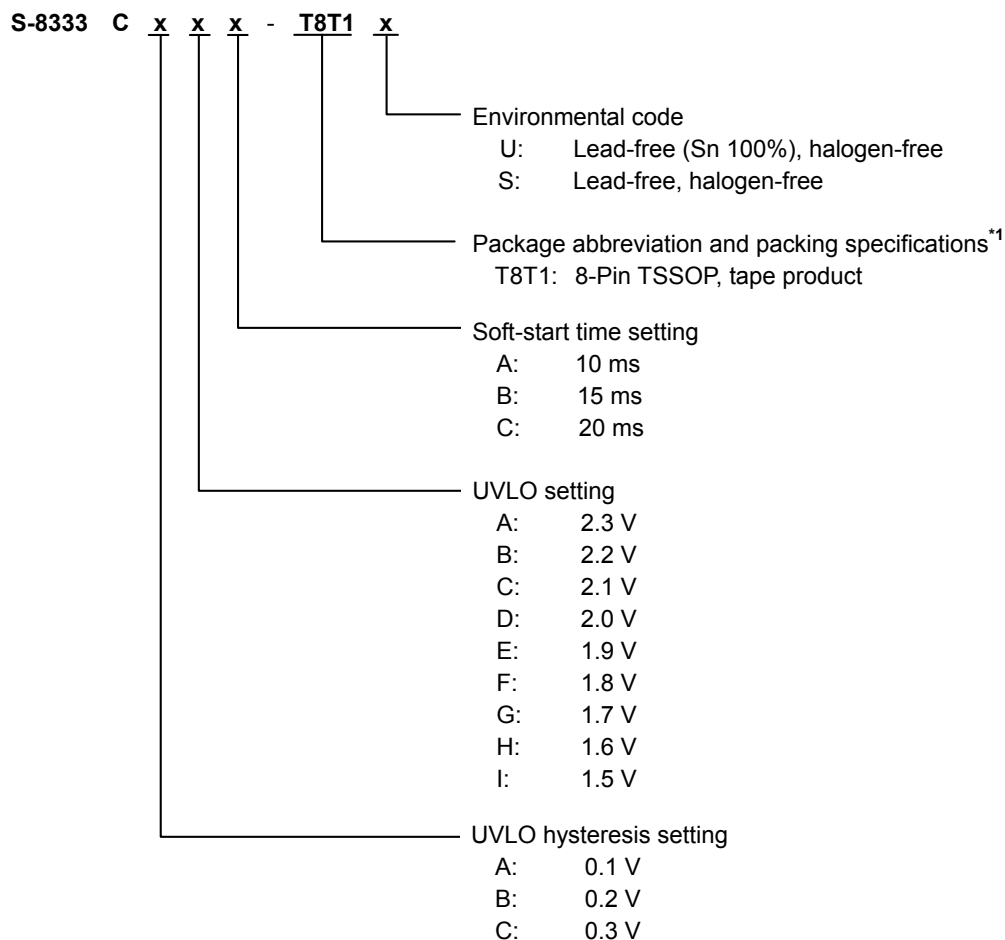 S-8333 C x x x - T8T1 x
Environmental code
U: Lead-free (Sn 100%), halogen-free
S: Lead-free, halogen-free
Package abbreviation and packing specifications*1
T8T1: 8-Pin TSSOP, tape product
Soft-start time setting
A: 10 ms
B: 15 ms
C: 20 ms
UVLO setting
A: 2.3 V
B: 2.2 V
C: 2.1 V
D: 2.0 V
E: 1.9 V
F: 1.8 V
G: 1.7 V
H: 1.6 V
I: 1.5 V
UVLO hysteresis setting
A: 0.1 V
B: 0.2 V
C: 0.3 V